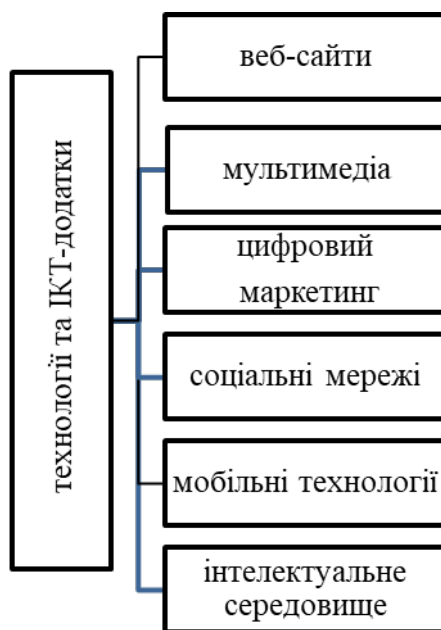 технології та ІКТ-додатки
веб-сайти
мультимедіа
цифровий
маркетинг
соціальні мережі
мобільні технології
інтелектуальне
середовище